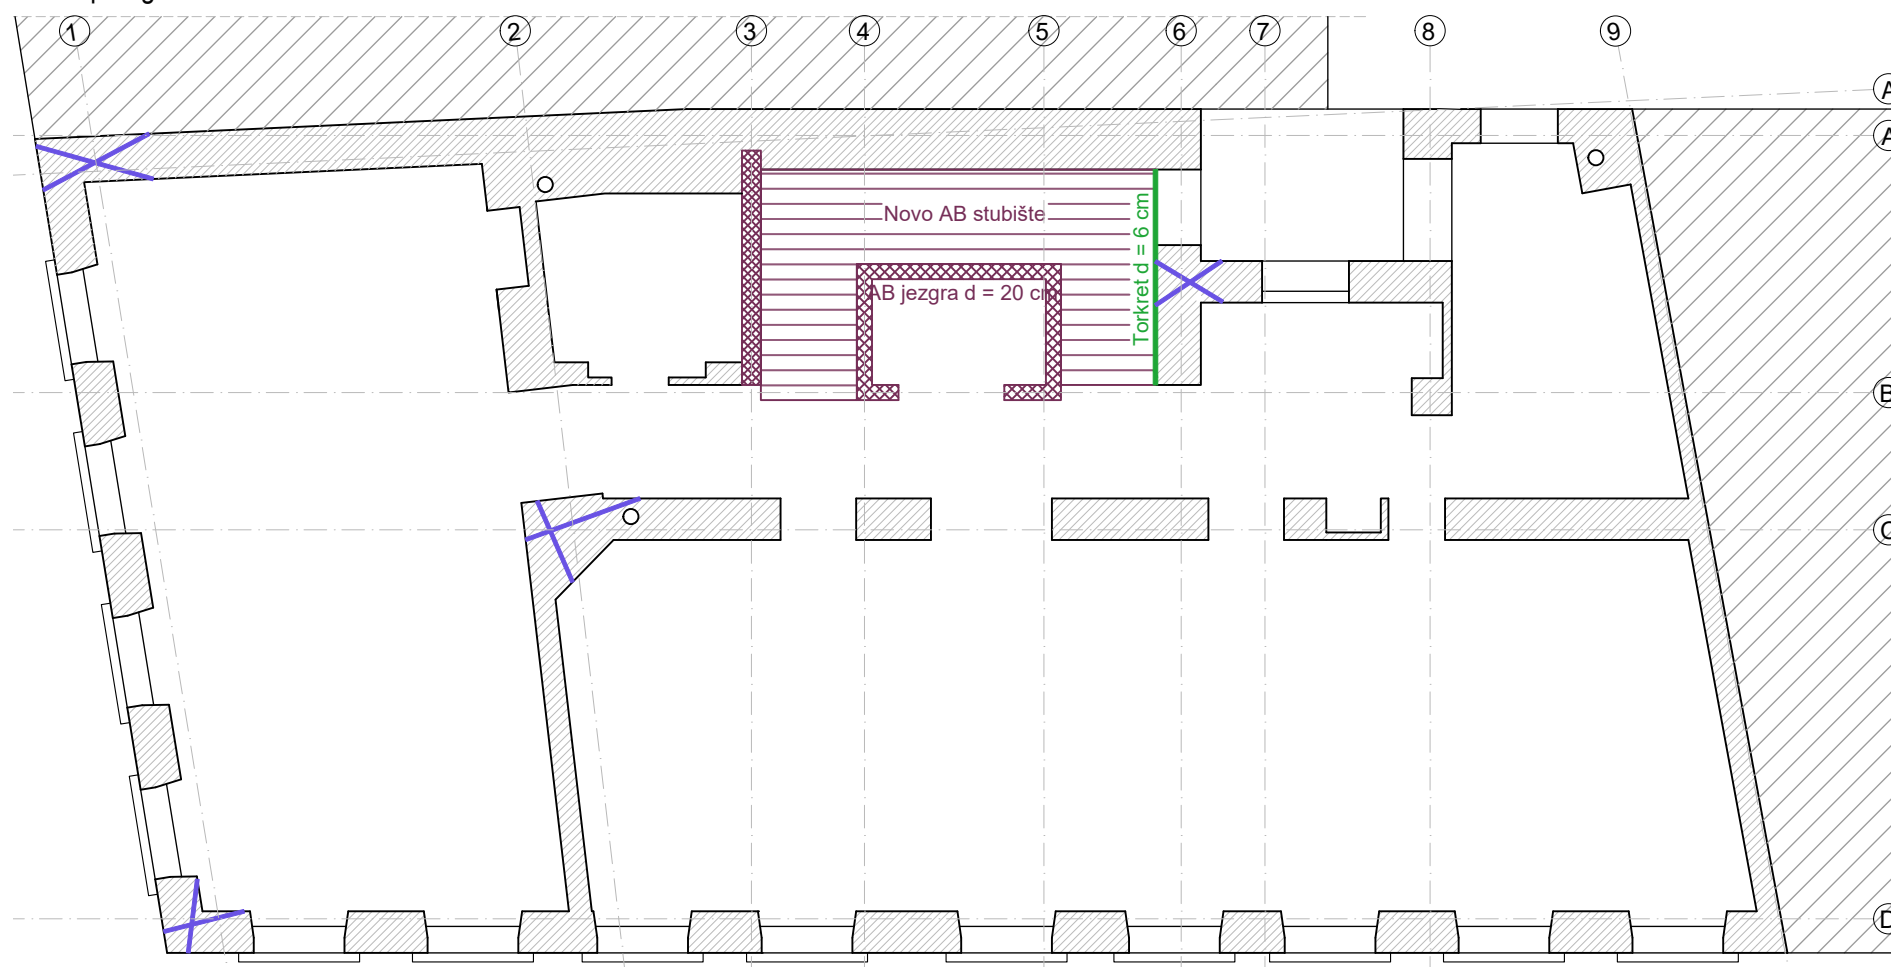 1 2 3 4 5 6 7 8 9
A
A
Novo AB stubište
Torkret d = 6 cm
AB jezgra d = 20 cm
B
C
D